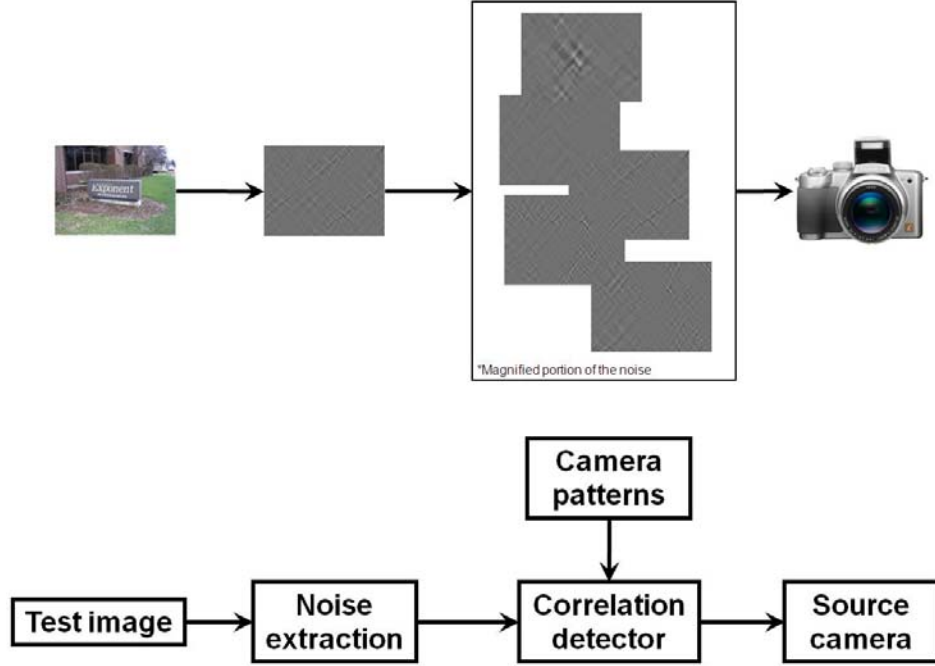 Exponent
*Magnified portion of the noise
Camera
patterns
Test image
Noise
extraction
Correlation
detector
Source
camera